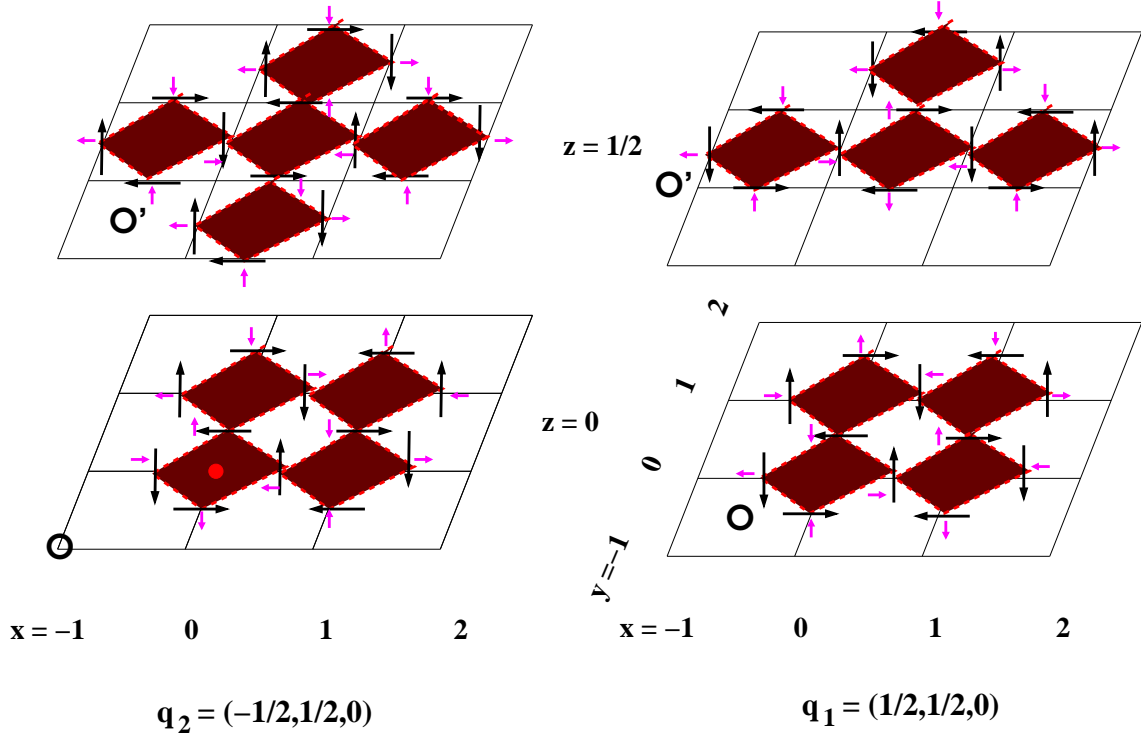 O'
z = 1/2
O'
2
1
z = 0
0
O
O
y =−1
x = −1 0 1 2
x = −1 0 1 2
q2 = (−1/2,1/2,0)
q1 = (1/2,1/2,0)